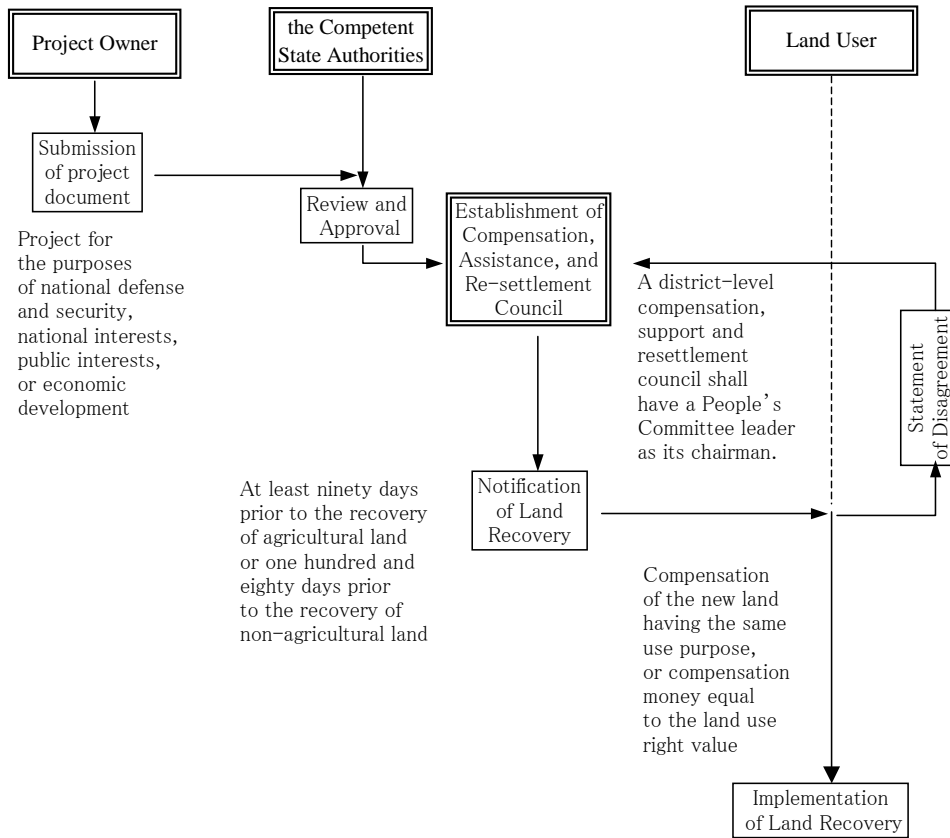 Project Owner
the Competent
State Authorities
Land User
Submission
of project
document
Review and
Approval
Establishment of
Compensation,
Assistance, and
Re-settlement
Council
Project for
the purposes
of national defense
and security,
national interests,
public interests,
or economic
development
A district-level
compensation,
support and
resettlement
council shall
have a People's
Committee leader
as its chairman.
Statement
of Disagreement
At least ninety days
prior to the recovery
of agricultural land
or one hundred and
eighty days prior
to the recovery of
non-agricultural land
Notification
of Land
Recovery
Compensation
of the new land
having the same
use purpose,
or compensation
money equal
to the land use
right value
Implementation
of Land Recovery